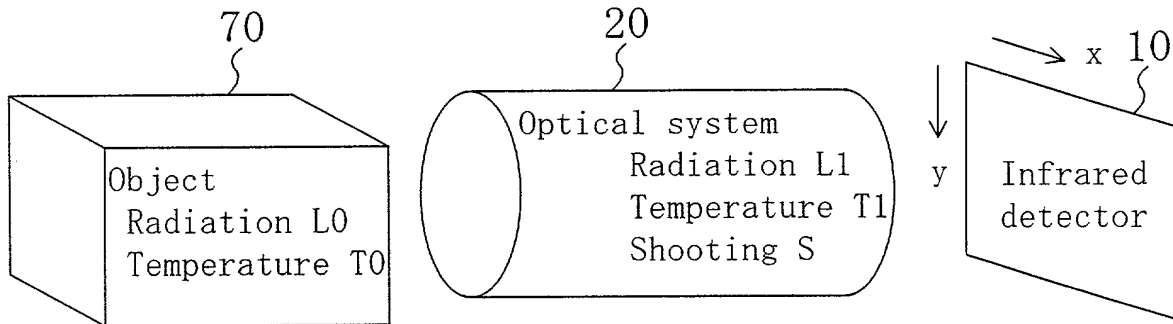 70
20
10
x
y
Object
Radiation L0
Temperature T0
Optical system
Radiation L1
Temperature T1
Shooting S
Infrared
detector